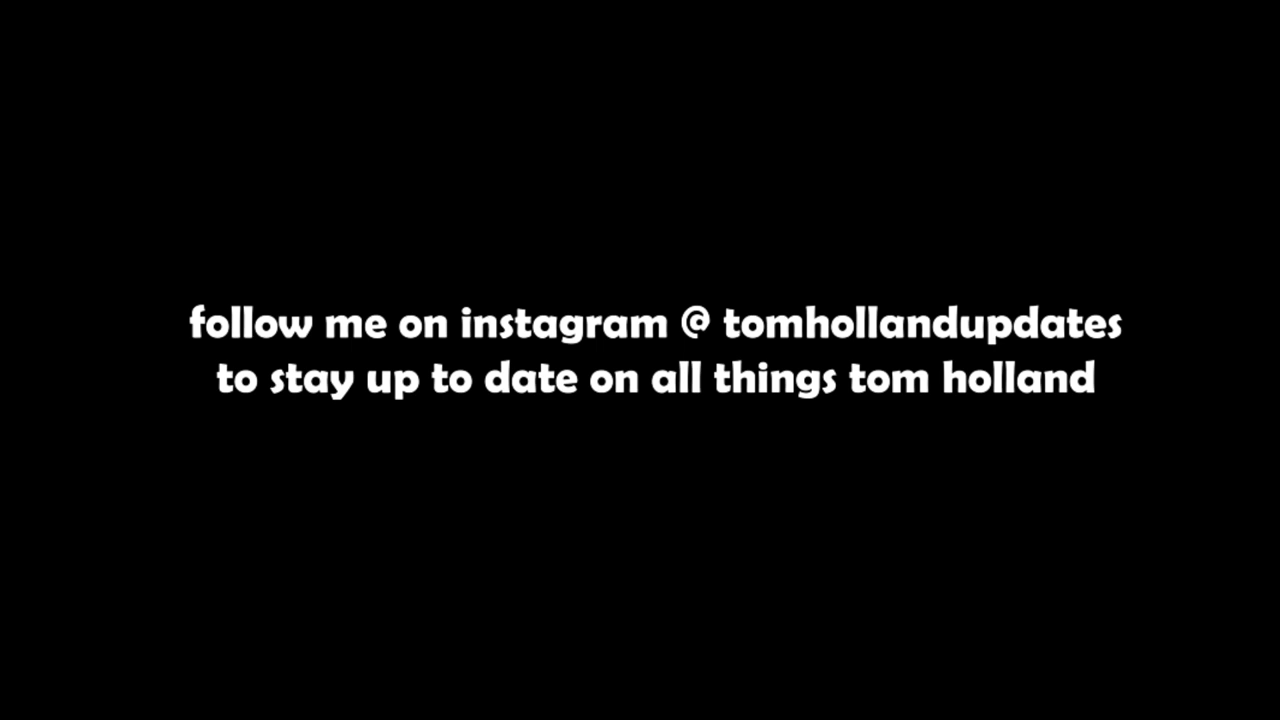 follow me on instagram @ tomhollandupdates
to stay up to date on all things tom holland